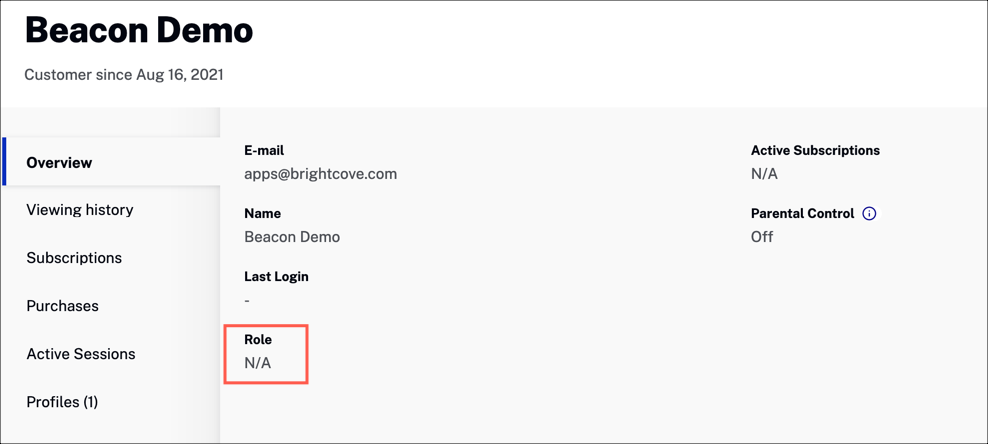 Beacon Demo
Customer since Aug 16, 2021
Overview
Viewing history
Subscriptions
Purchases
Active Sessions
Profiles (1)
E-mail
apps@brightcove.com
Name
Beacon Demo
Last Login
-
Role
N/A
Active Subscriptions
N/A
Parental Control
Off